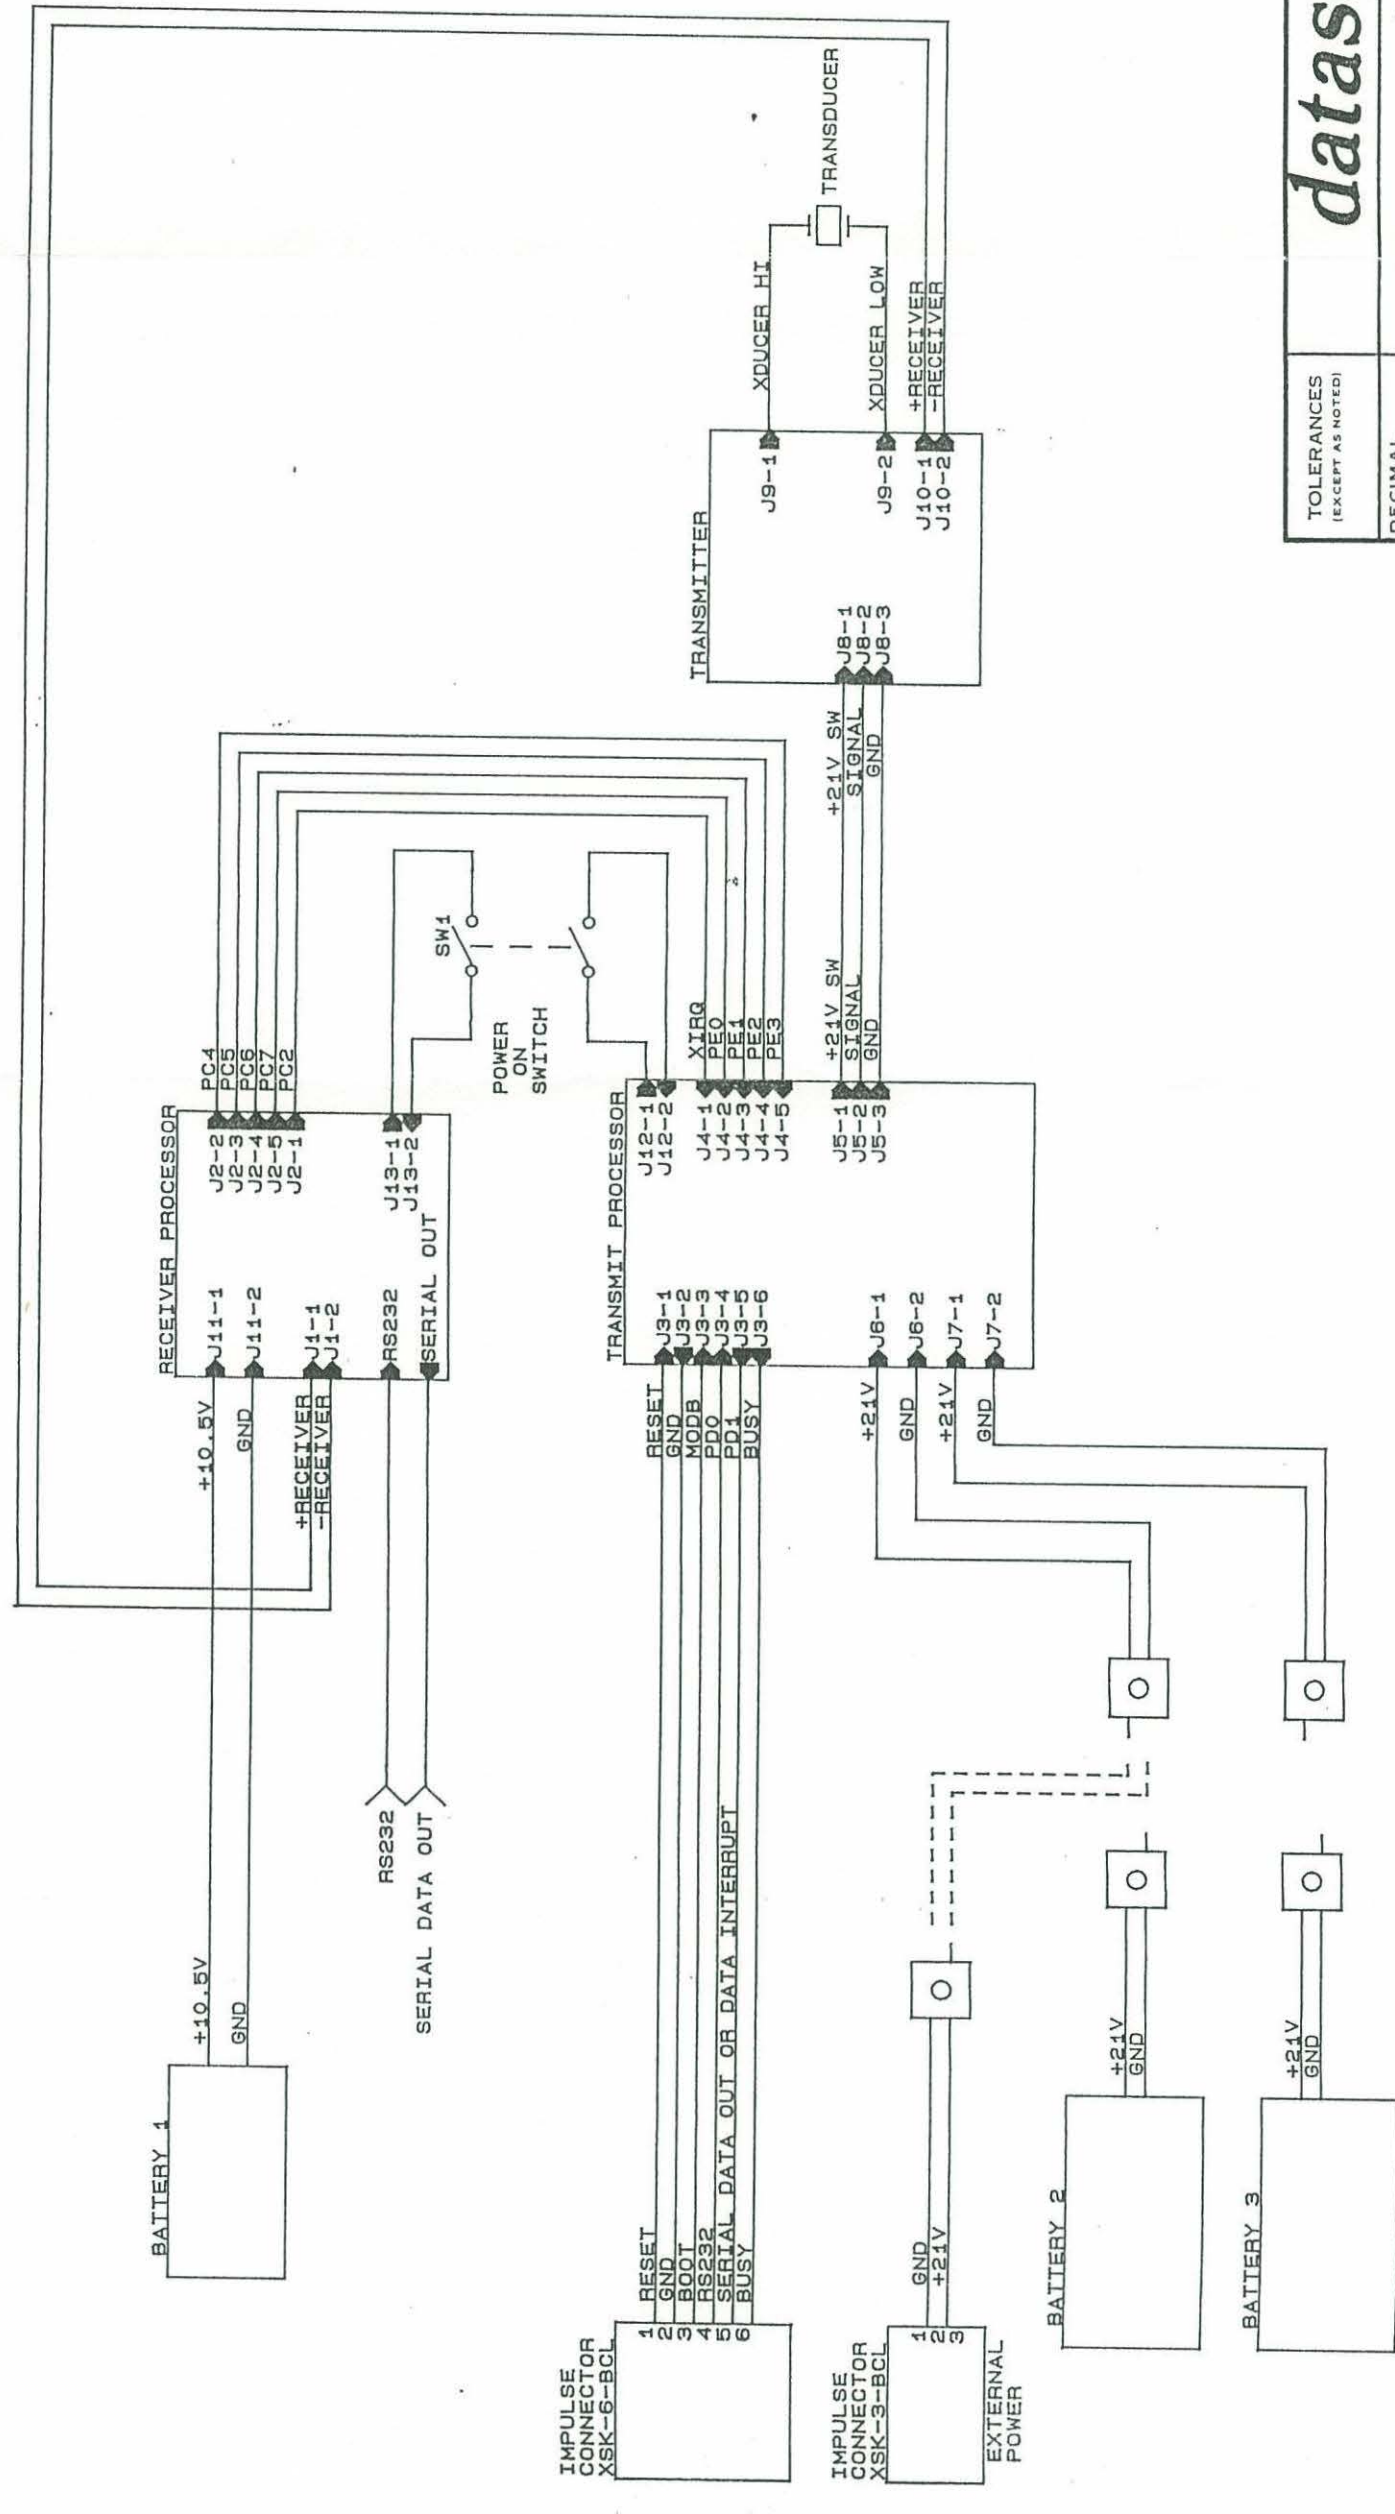 BATTERY 1
+10.5V
GND
+10.5V
GND
RECEIVER PROCESSOR
J11-1
J11-2
+RECEIVER
-RECEIVER
J1-1
J1-2
RS232
SERIAL OUT
RS232
SERIAL DATA OUT
J2-2
J2-3
J2-4
J2-5
J2-1
PC4
PC5
PC6
PC7
PC2
J13-1
J13-2
SW1
POWER
ON
SWITCH
IMPULSE
CONNECTOR
XSK-6-BCL
1
2
3
4
5
6
RESET
GND
BOOT
RS232
SERIAL DATA OUT OR DATA INTERRUPT
BUSY
RESET
GND
MODB
PD0
PD1
BUSY
TRANSMIT PROCESSOR
J3-1
J3-2
J3-3
J3-4
J3-5
J3-6
J12-1
J12-2
J4-1
J4-2
J4-3
J4-4
J4-5
XIRQ
PE0
PE1
PE2
PE3
J5-1
J5-2
J5-3
+21V SW
SIGNAL
GND
+21V SW
SIGNAL
GND
J6-1
J6-2
J7-1
J7-2
+21V
GND
+21V
GND
TRANSMITTER
J8-1
J8-2
J8-3
J9-1
J9-2
J10-1
J10-2
XDUCER HI
XDUCER LOW
+RECEIVER
-RECEIVER
TRANSDUCER
IMPULSE
CONNECTOR
XSK-3-BCL
1
2
3
GND
+21V
EXTERNAL
POWER
BATTERY 2
+21V
GND
BATTERY 3
+21V
GND
TOLERANCES
(EXCEPT AS NOTED)
DECIMAL
datas